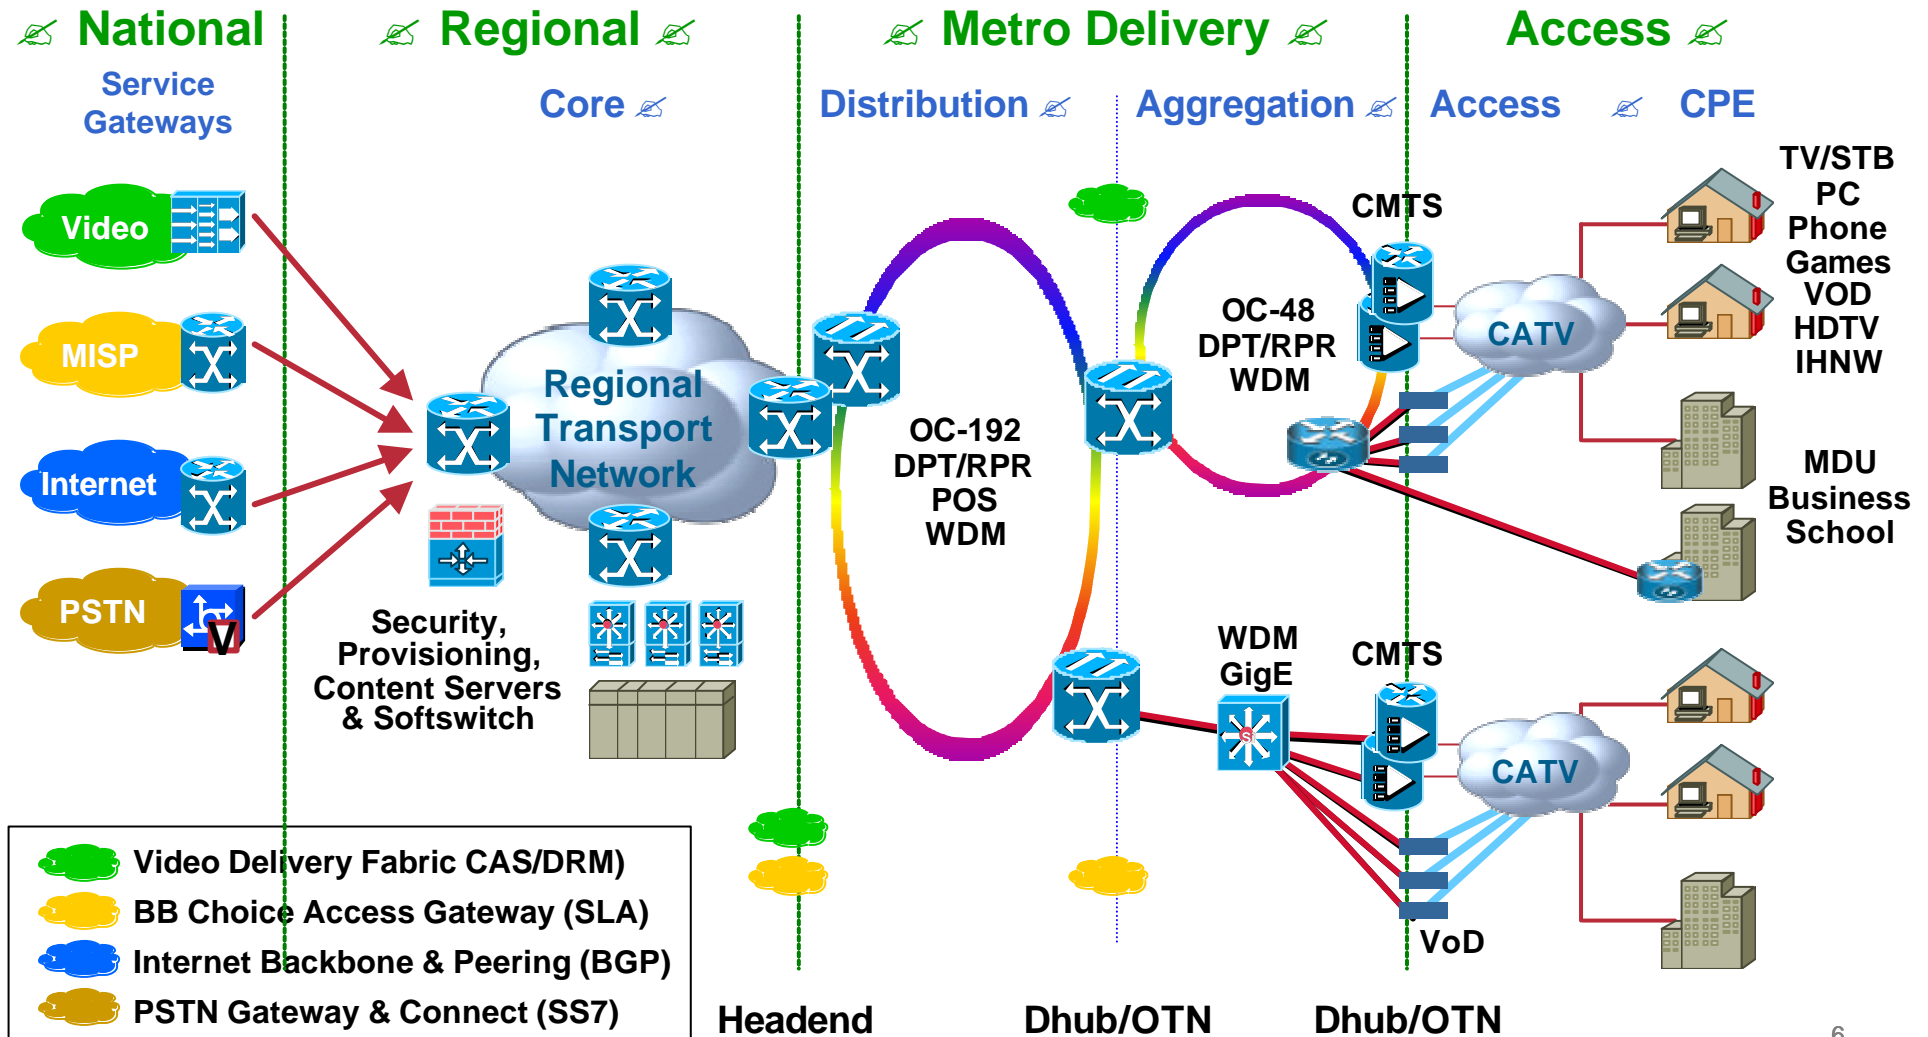 National
Regional
Metro Delivery
Access
Service
Gateways
Core
Distribution
Aggregation
Access
CPE
Video
MISP
Internet
PSTN
V
Regional
Transport
Network
Security,
Provisioning,
Content Servers
& Softswitch
OC-192
DPT/RPR
POS
WDM
OC-48
DPT/RPR
WDM
CMTS
CATV
TV/STB
PC
Phone
Games
VOD
HDTV
IHNW
MDU
Business
School
WDM
GigE
S
CMTS
CATV
VoD
Video Delivery Fabric CAS/DRM)
BB Choice Access Gateway (SLA)
Internet Backbone & Peering (BGP)
PSTN Gateway & Connect (SS7)
Headend
Dhub/OTN
Dhub/OTN
6